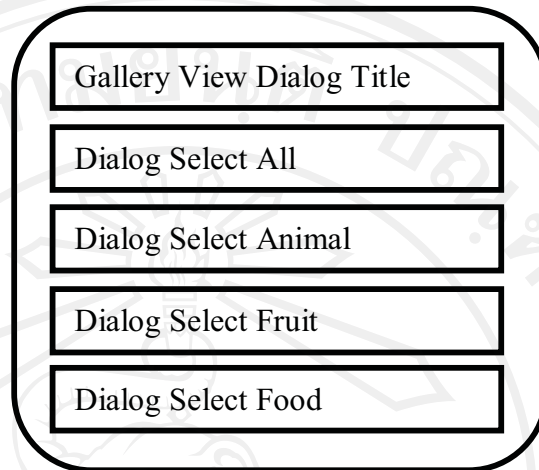 Gallery View Dialog Title
Dialog Select All
Dialog Select Animal
Dialog Select Fruit
Dialog Select Food